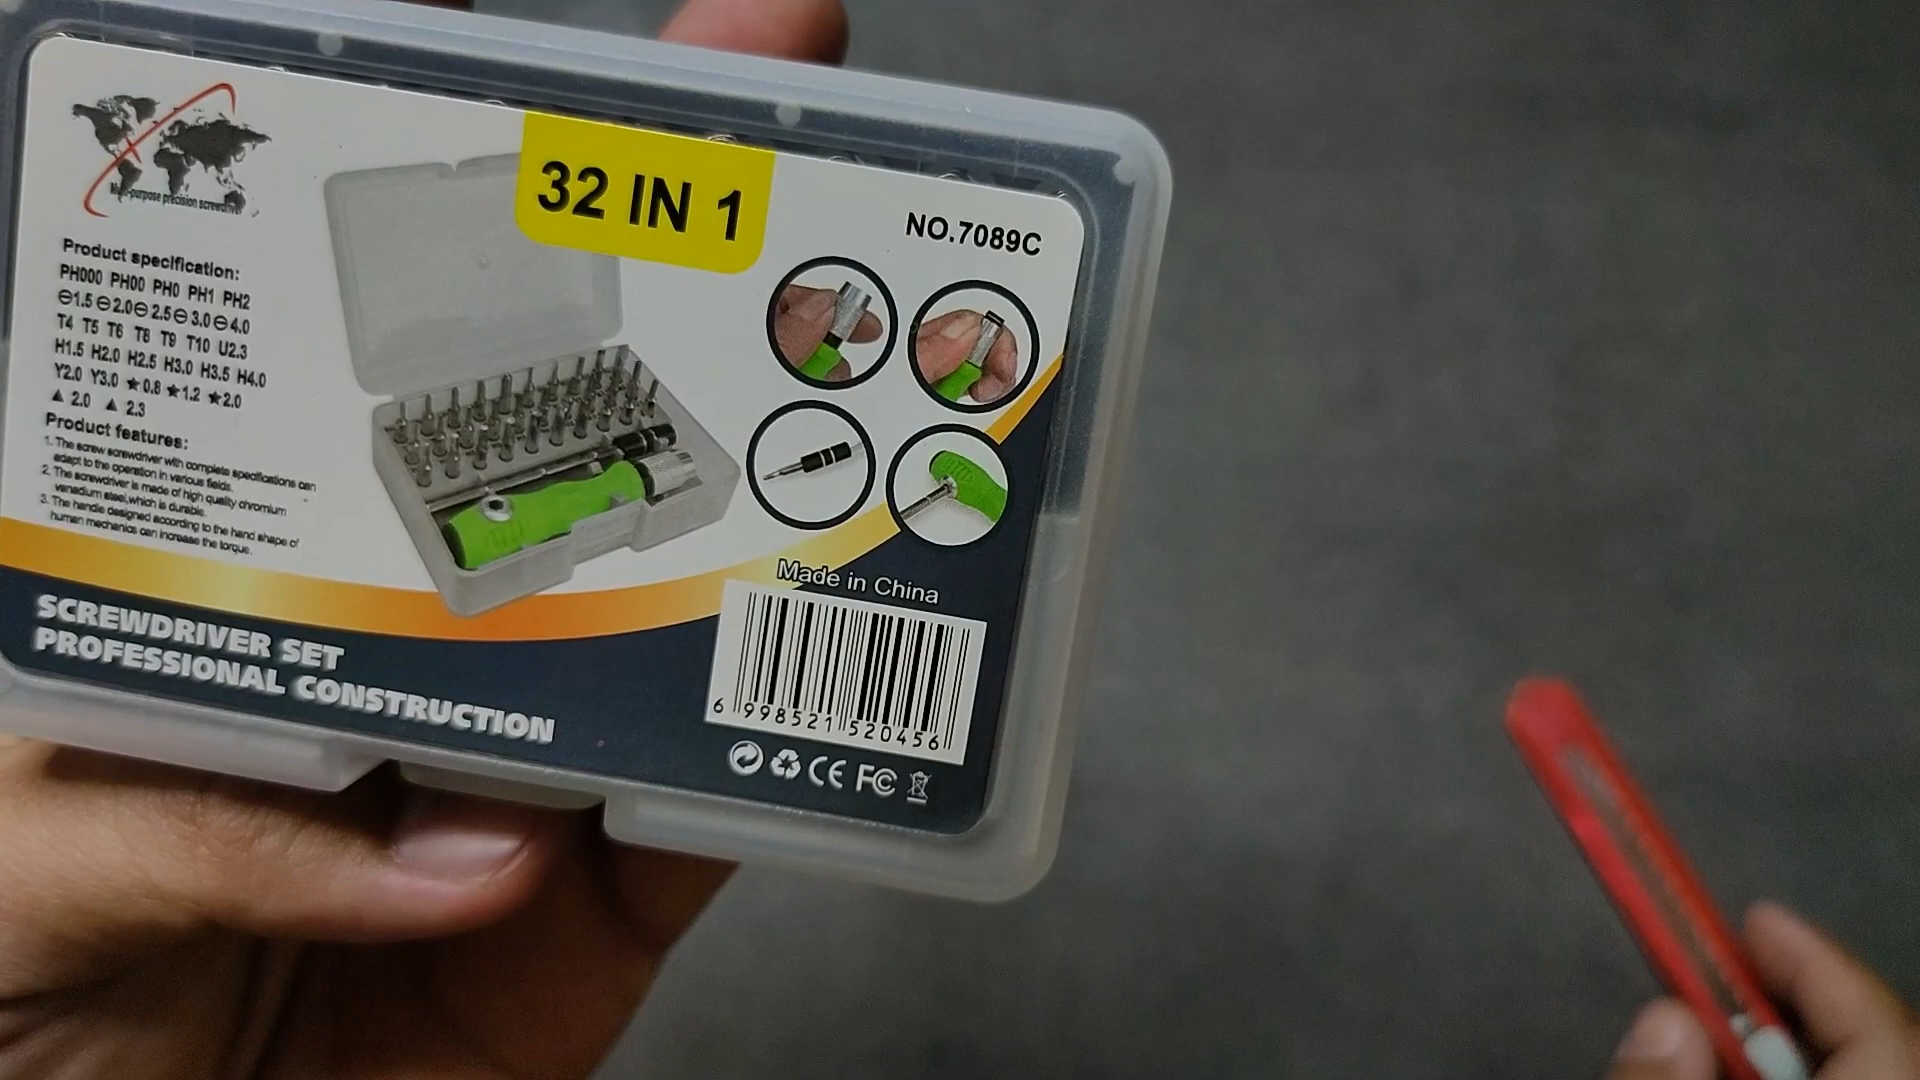 32 IN 1
NO.7089C
Multi-purpose precision screwdriver
Product specification:
PH000 PH00 PH0 PH1 PH2
⊖1.5 ⊖2.0 ⊖2.5 ⊖3.0 ⊖4.0
T4 T5 T6 T8 T9 T10 U2.3
H1.5 H2.0 H2.5 H3.0 H3.5 H4.0
Y2.0 Y3.0 ★0.8 ★1.2 ★2.0
▲ 2.0 ▲ 2.3
Product features:
1. The screw screwdriver with complete specifications can
adapt to the operation in various fields.
2. The screwdriver is made of high quality chromium
vanadium steel,which is durable.
3. The handle designed according to the hand shape of
human mechanics can increase the torque.
SCREWDRIVER SET
PROFESSIONAL CONSTRUCTION
Made in China
6 998521 520456
CE FC